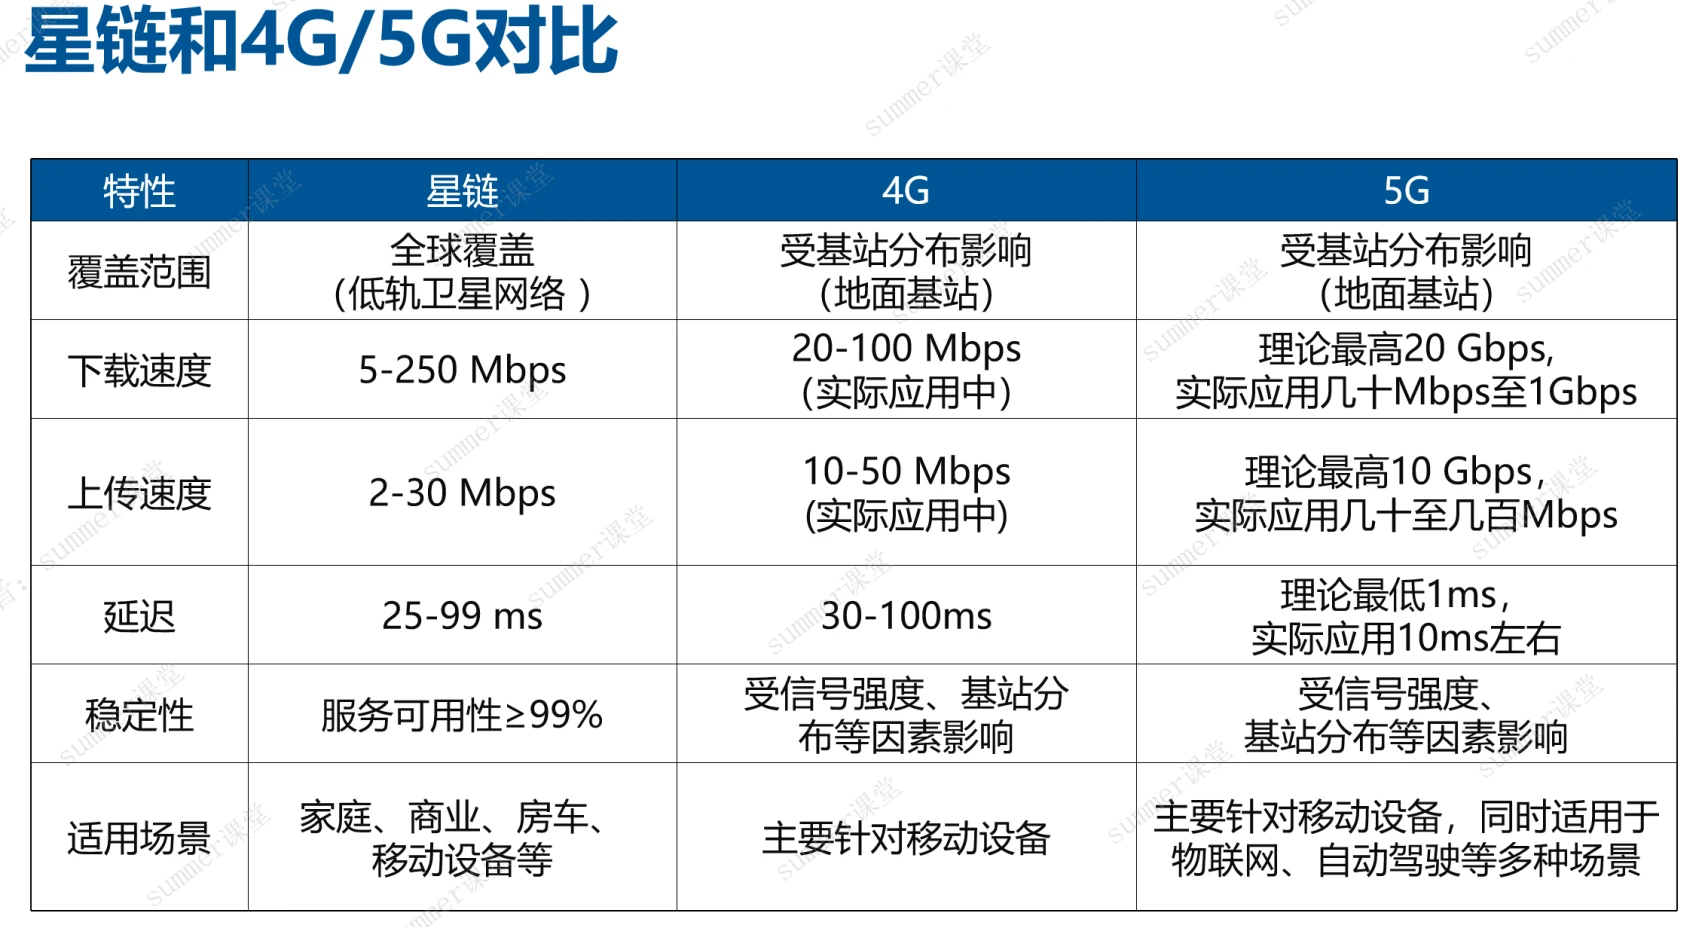 星链和4G/5G对比
特性 星链 4G 5G
覆盖范围
全球覆盖
（低轨卫星网络 ）
受基站分布影响
（地面基站）
受基站分布影响
（地面基站）
下载速度
5-250 Mbps
20-100 Mbps
（实际应用中）
理论最高20 Gbps,
实际应用几十Mbps至1Gbps
上传速度
2-30 Mbps
10-50 Mbps
(实际应用中)
理论最高10 Gbps，
实际应用几十至几百Mbps
延迟
25-99 ms
30-100ms
理论最低1ms，
实际应用10ms左右
稳定性
服务可用性≥99%
受信号强度、基站分
布等因素影响
受信号强度、
基站分布等因素影响
适用场景
家庭、商业、房车、
移动设备等
主要针对移动设备
主要针对移动设备，同时适用于
物联网、自动驾驶等多种场景
summer课堂